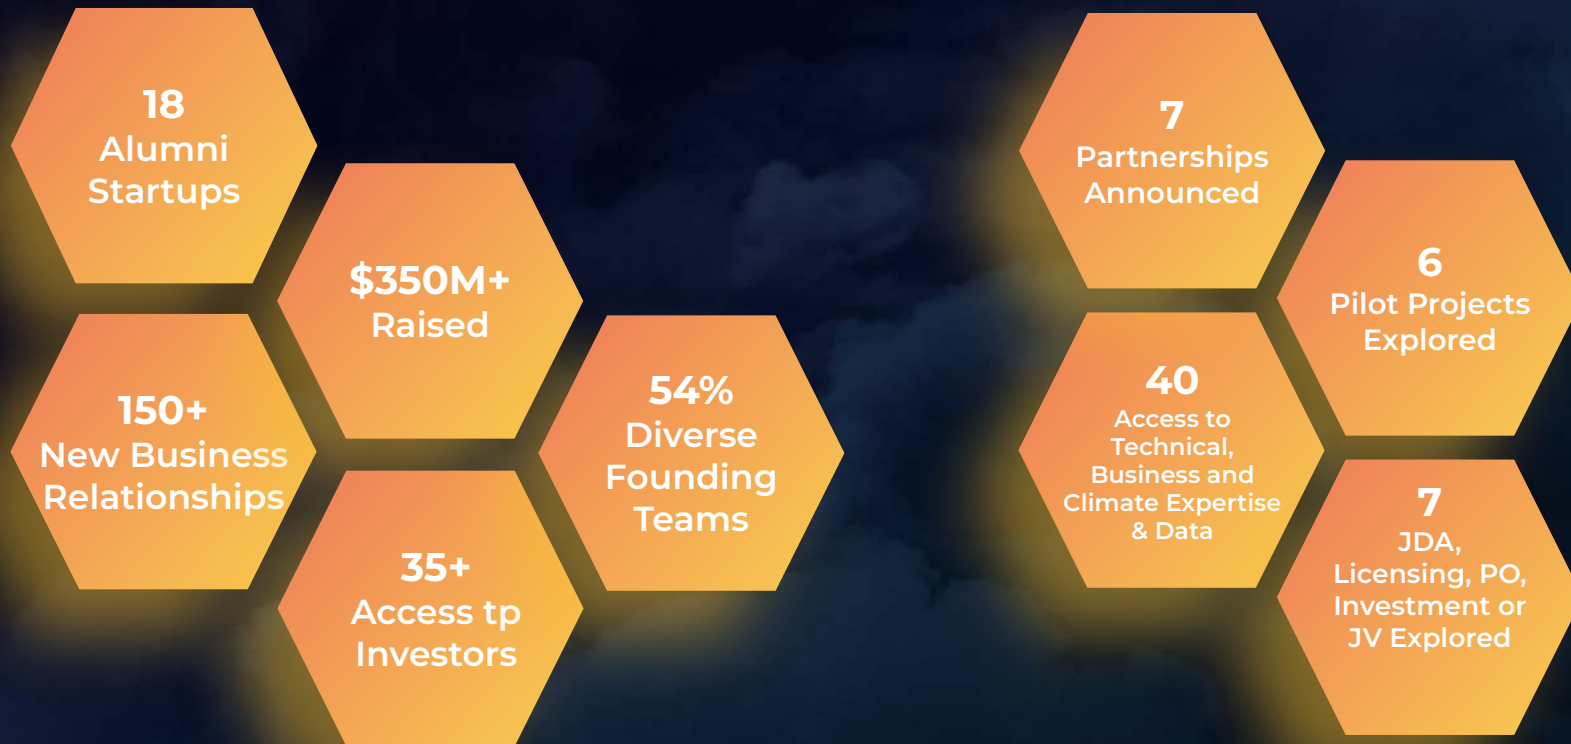 18
Alumni
Startups
$350M+
Raised
150+
New Business
Relationships
54%
Diverse
Founding
Teams
35+
Access tp
Investors
7
Partnerships
Announced
6
Pilot Projects
Explored
40
Access to
Technical,
Business and
Climate Expertise
& Data
7
JDA,
Licensing, PO,
Investment or
JV Explored